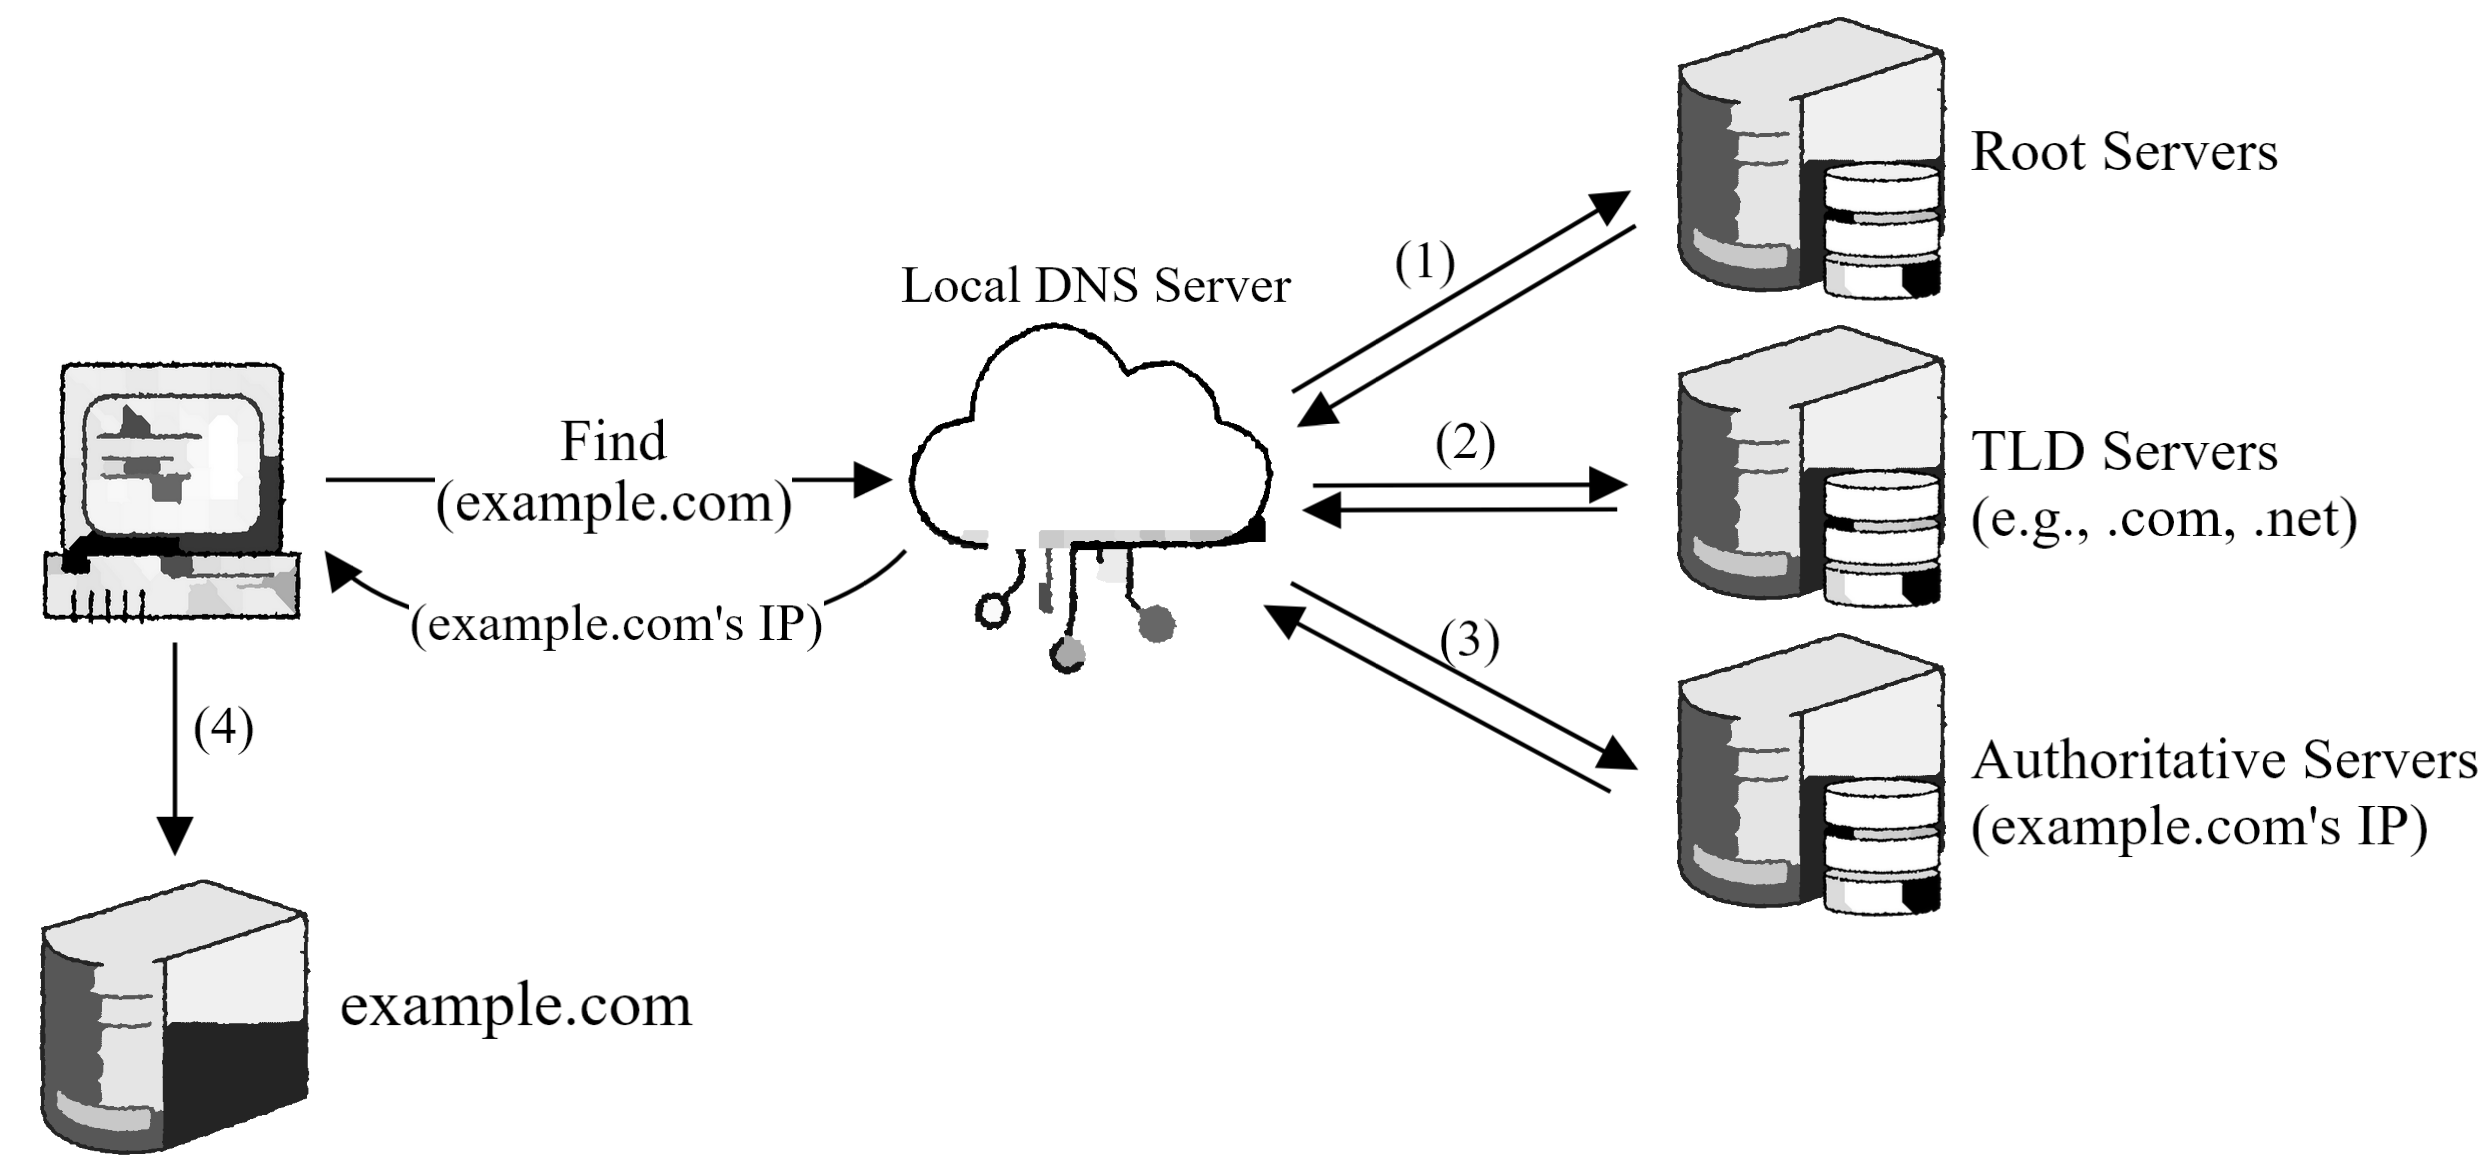 Root Servers
(1)
Local DNS Server
Find
(example.com)
(2)
TLD Servers
(e.g., .com, .net)
(example.com's IP)
(3)
(4)
Authoritative Servers
(example.com's IP)
example.com